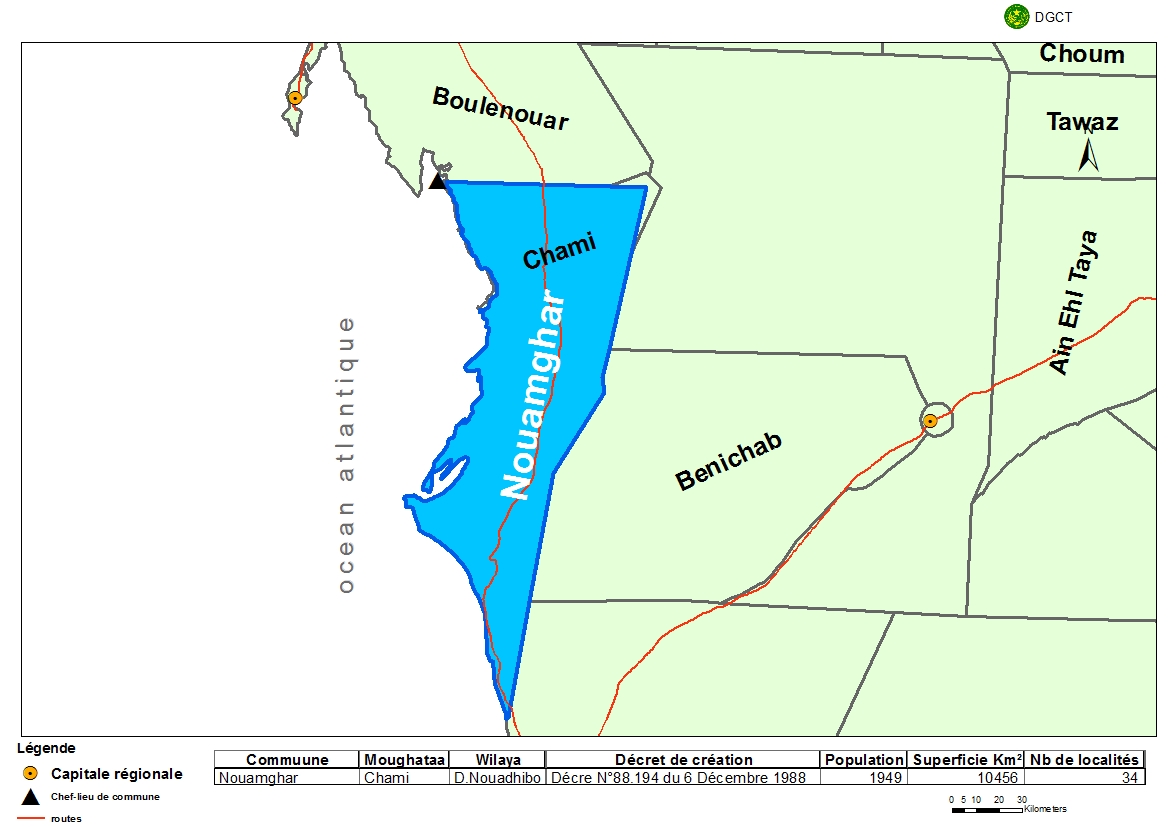 DGCT
Choum
Boulenouar
Tawaz
N
Chami
Ain Ehl Taya
Nouamghar
ocean atlantique
Benichab
Légende
Capitale régionale
Chef-lieu de commune
routes
Commuune Moughataa Wilaya Décret de création Population Superficie Km² Nb de localités
Nouamghar Chami D.Nouadhibo Décre N°88.194 du 6 Décembre 1988 1949 10456 34
0 5 10 20 30
Kilometers